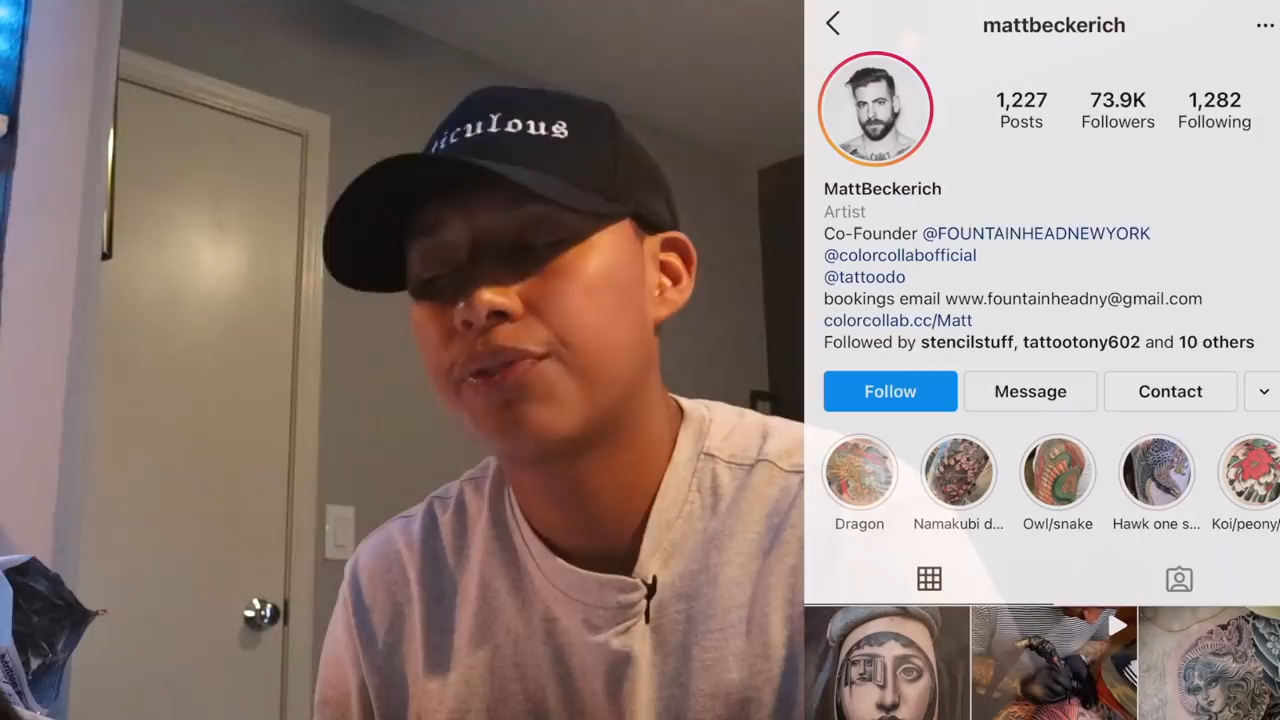 iculous
mattbeckerich
1,227 73.9K 1,282
Posts Followers Following
MattBeckerich
Artist
Co-Founder @FOUNTAINHEADNEWYORK
@colorcollabofficial
@tattoodo
bookings email www.fountainheadny@gmail.com
colorcollab.cc/Matt
Followed by stencilstuff, tattootony602 and 10 others
Follow Message Contact
Dragon Namakubi d... Owl/snake Hawk one s... Koi/peony/